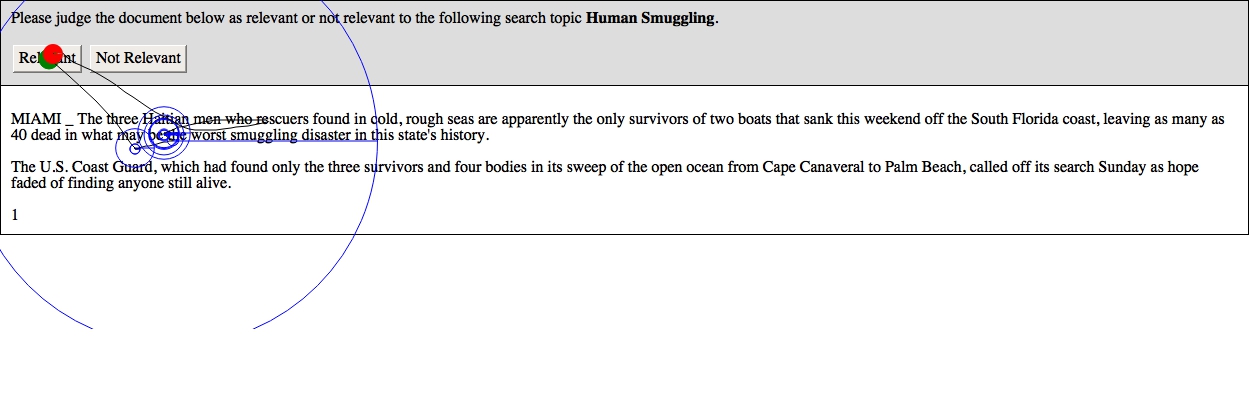 Please judge the document below as relevant or not relevant to the following search topic Human Smuggling.
Relevant Not Relevant
MIAMI _ The three Haitian men who rescuers found in cold, rough seas are apparently the only survivors of two boats that sank this weekend off the South Florida coast, leaving as many as
40 dead in what may be the worst smuggling disaster in this state's history.
The U.S. Coast Guard, which had found only the three survivors and four bodies in its sweep of the open ocean from Cape Canaveral to Palm Beach, called off its search Sunday as hope
faded of finding anyone still alive.
1